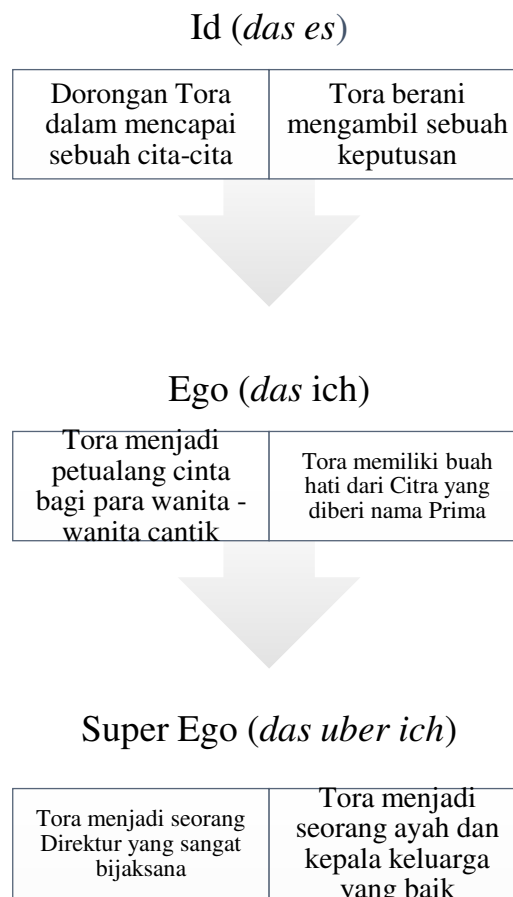 Id (das es)
Dorongan Tora
dalam mencapai
sebuah cita-cita
Tora berani
mengambil sebuah
keputusan
Ego (das ich)
Tora menjadi
petualang cinta
bagi para wanita -
wanita cantik
Tora memiliki buah
hati dari Citra yang
diberi nama Prima
Super Ego (das uber ich)
Tora menjadi seorang
Direktur yang sangat
bijaksana
Tora menjadi
seorang ayah dan
kepala keluarga
yang baik